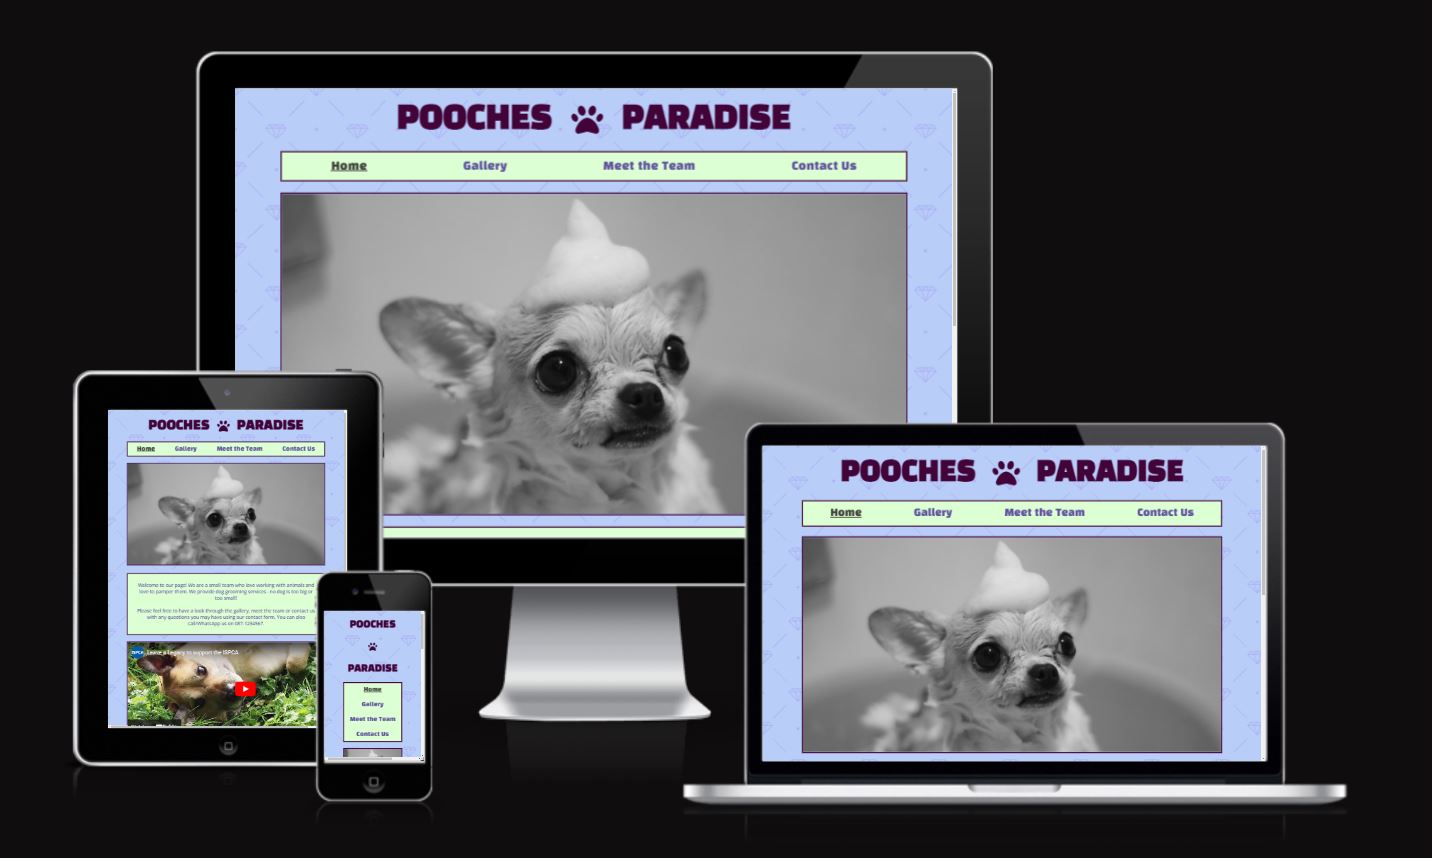 POOCHES PARADISE
Home Gallery Meet the Team Contact Us
POOCHES PARADISE
Home Gallery Meet the Team Contact Us
Welcome to our page! We are a small team who love working with animals and
love to pamper them. We provide dog grooming services - no dog is too big or
too small!
Please feel free to have a look through the gallery, meet the team or contact us
with any questions you may have using our contact form. You can also
call/WhatsApp us on 087-1234567.
ISPCA Leave a Legacy to support the ISPCA
POOCHES
PARADISE
Home
Gallery
Meet the Team
Contact Us
POOCHES PARADISE
Home Gallery Meet the Team Contact Us